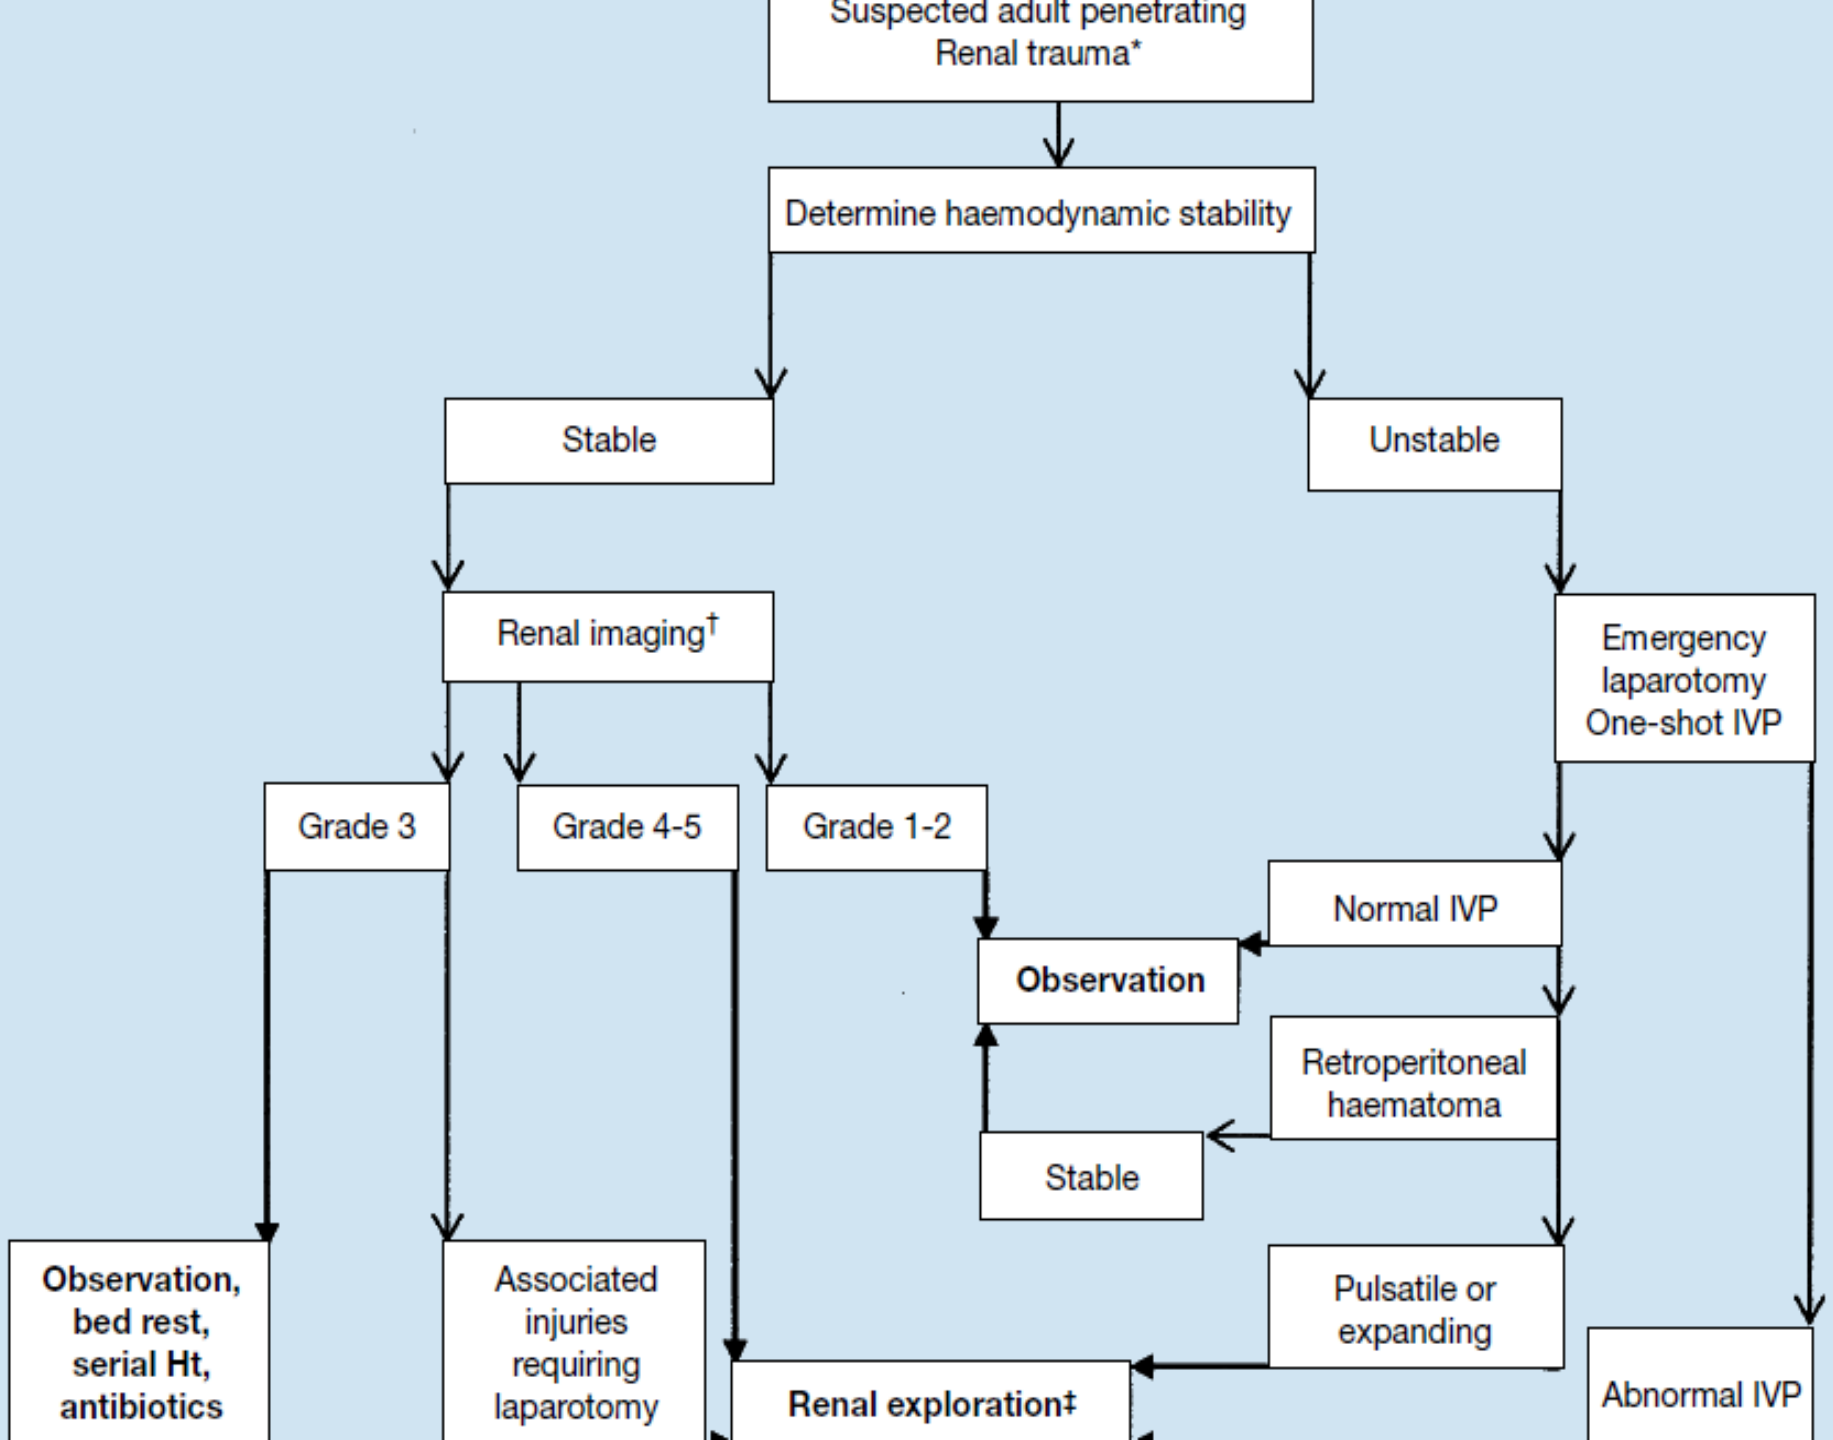 Suspected adult penetrating
Renal trauma*
Determine haemodynamic stability
Stable
Unstable
Renal imaging†
Emergency
laparotomy
One-shot IVP
Grade 3
Grade 4-5
Grade 1-2
Normal IVP
Observation
Retroperitoneal
haematoma
Stable
Observation,
bed rest,
serial Ht,
antibiotics
Associated
injuries
requiring
laparotomy
Pulsatile or
expanding
Renal exploration‡
Abnormal IVP